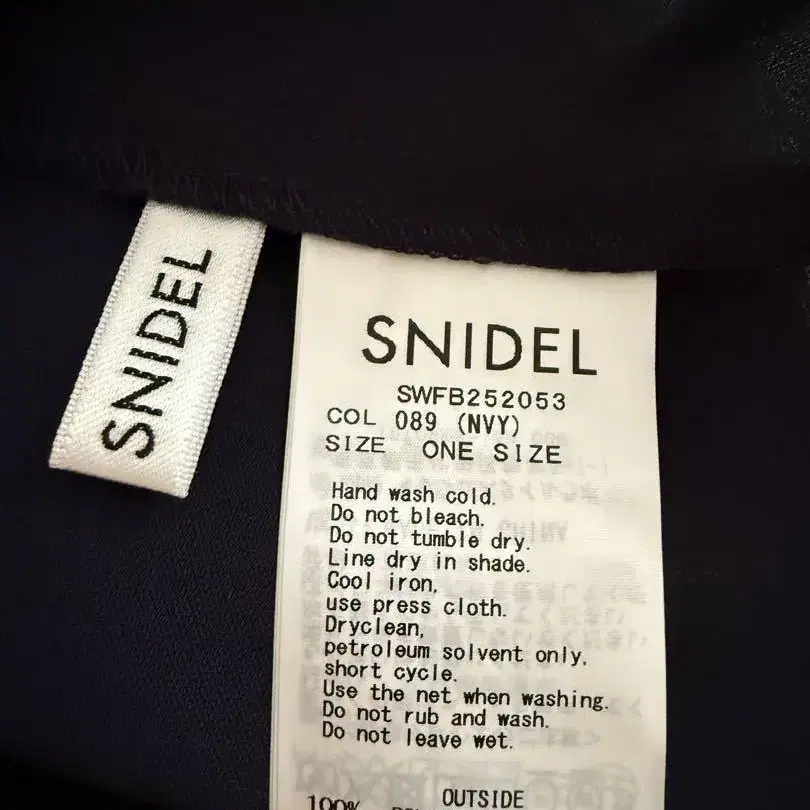 SNIDEL
SNIDEL
SWFB252053
COL 089 (NVY)
SIZE ONE SIZE
Hand wash cold.
Do not bleach.
Do not tumble dry.
Line dry in shade.
Cool iron,
use press cloth.
Dryclean,
petroleum solvent only,
short cycle.
Use the net when washing.
Do not rub and wash.
Do not leave wet.
OUTSIDE
100%